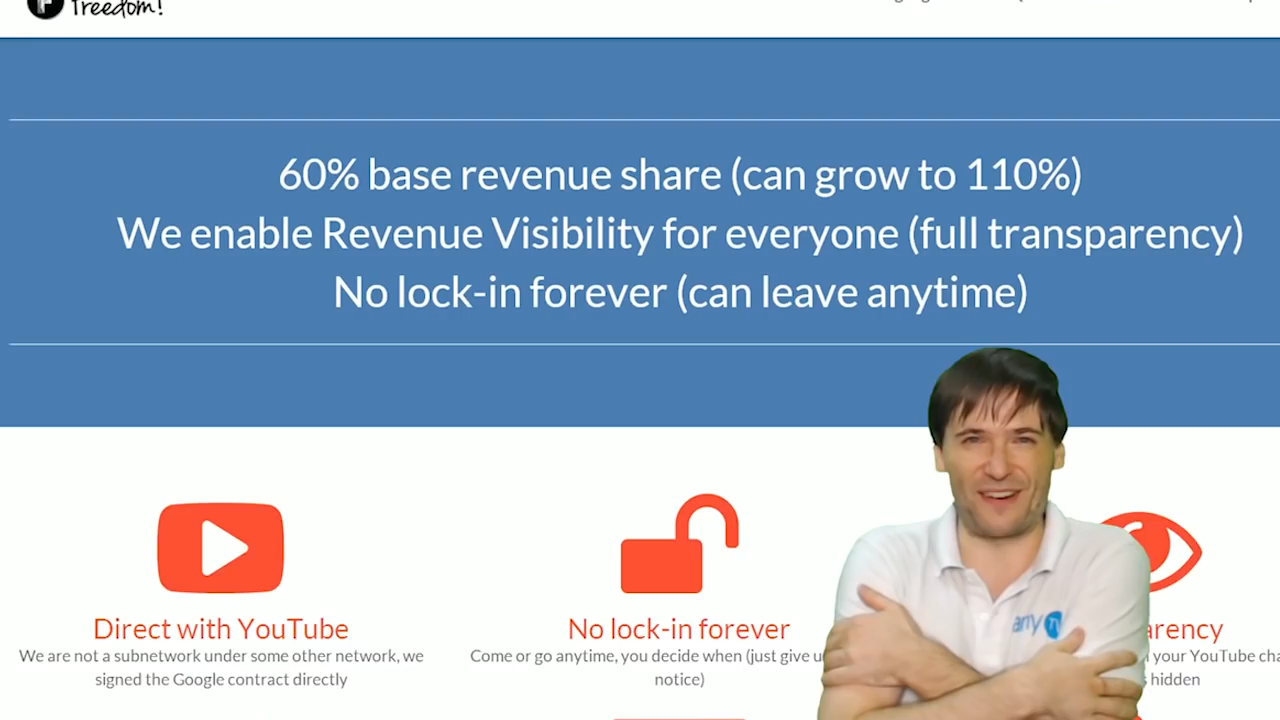 Freedom!
60% base revenue share (can grow to 110%)
We enable Revenue Visibility for everyone (full transparency)
No lock-in forever (can leave anytime)
any TV
Direct with YouTube
We are not a subnetwork under some other network, we
signed the Google contract directly
No lock-in forever
Come or go anytime, you decide when (just give u
notice)
arency
your YouTube cha
hidden